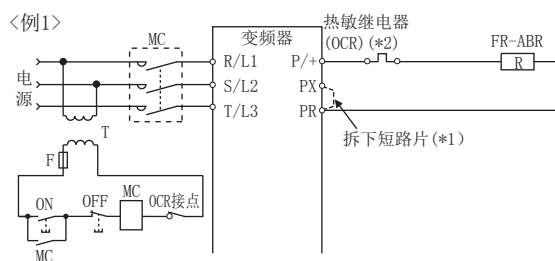 <例1>
MC
变频器
热敏继电器
(OCR)(*2)
FR-ABR
R/L1
P/+
R
电
源
S/L2
PX
T/L3
PR
T
拆下短路片(*1)
F
ON
OFF
MC
OCR接点
MC